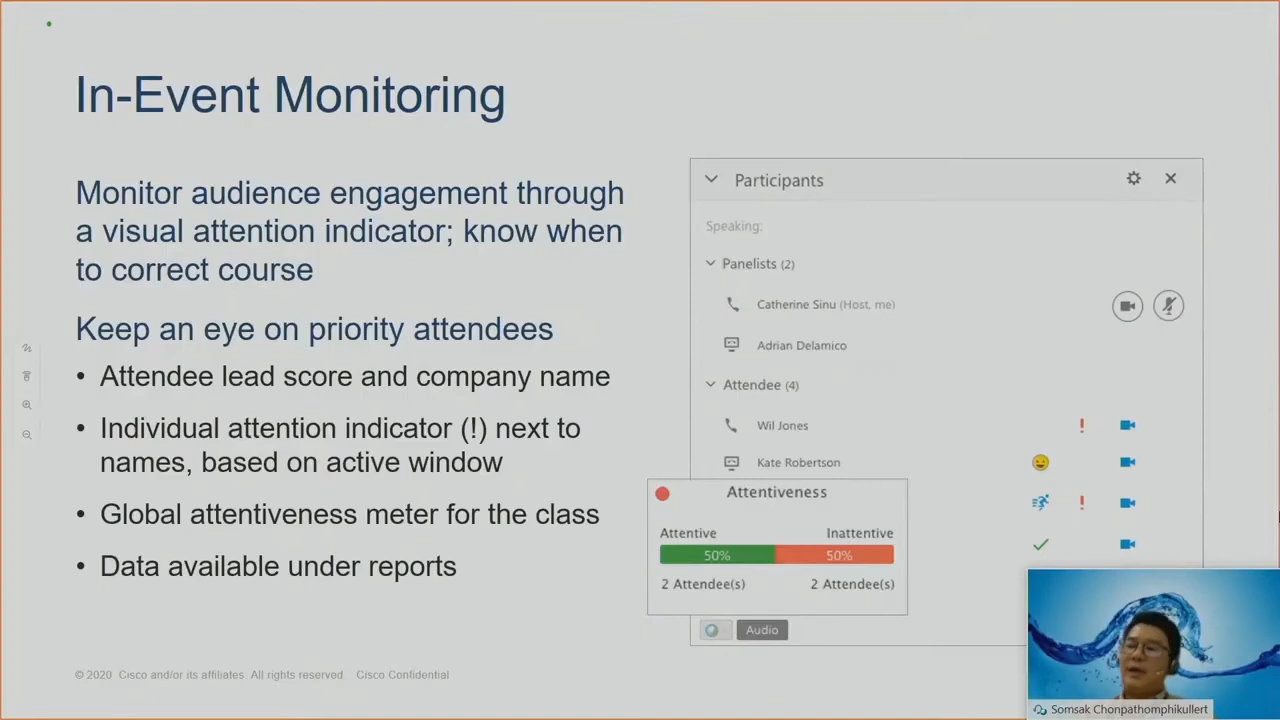 In-Event Monitoring
Monitor audience engagement through
a visual attention indicator; know when
to correct course
Keep an eye on priority attendees
• Attendee lead score and company name
• Individual attention indicator (!) next to
names, based on active window
• Global attentiveness meter for the class
• Data available under reports
Participants
Speaking:
Panelists (2)
Catherine Sinu (Host, me)
Adrian Delamico
Attendee (4)
Wil Jones
Kate Robertson
Attentiveness
Attentive Inattentive
50% 50%
2 Attendee(s) 2 Attendee(s)
Audio
© 2020 Cisco and/or its affiliates. All rights reserved Cisco Confidential
Somsak Chonpathomphikullert